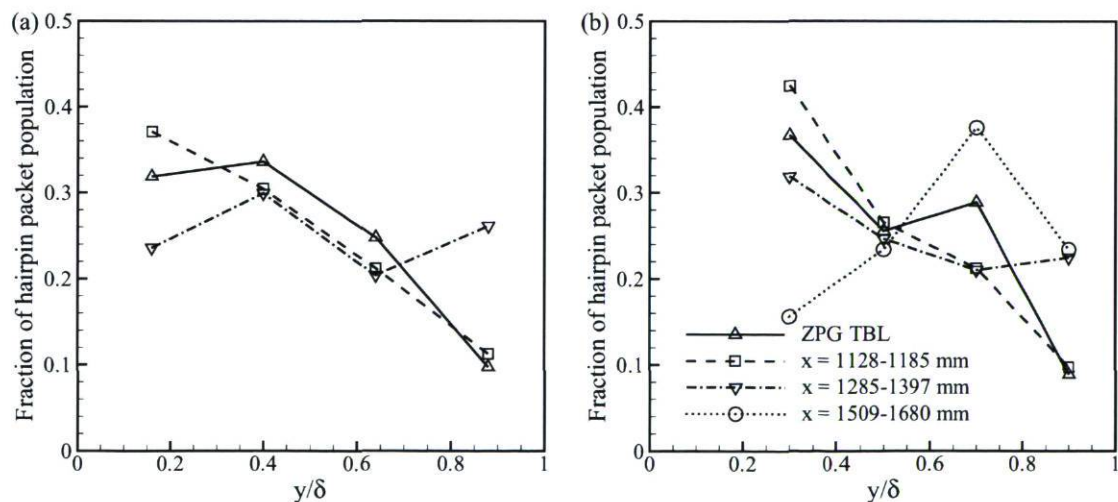 (a)
Fraction of hairpin packet population
0.5
0.4
0.3
0.2
0.1
0
0
0.2
0.4
0.6
0.8
1
y/δ
(b)
Fraction of hairpin packet population
0.5
0.4
0.3
0.2
0.1
0
0
0.2
0.4
0.6
0.8
1
y/δ
ZPG TBL
x = 1128-1185 mm
x = 1285-1397 mm
x = 1509-1680 mm